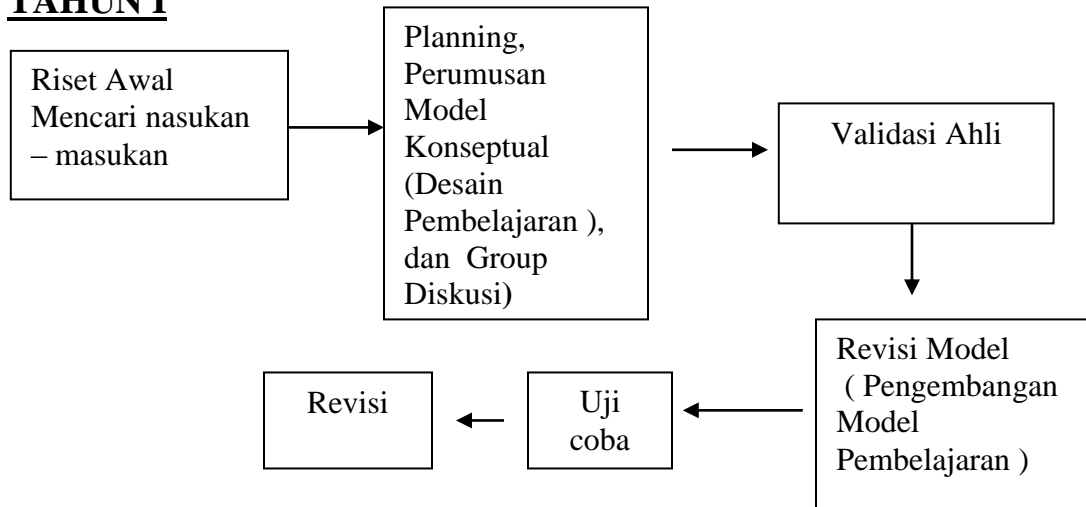 TAHUN I
Riset Awal
Mencari nasukan
– masukan
Planning,
Perumusan
Model
Konseptual
(Desain
Pembelajaran ),
dan Group
Diskusi)
Validasi Ahli
Revisi Model
( Pengembangan
Model
Pembelajaran )
Uji
coba
Revisi